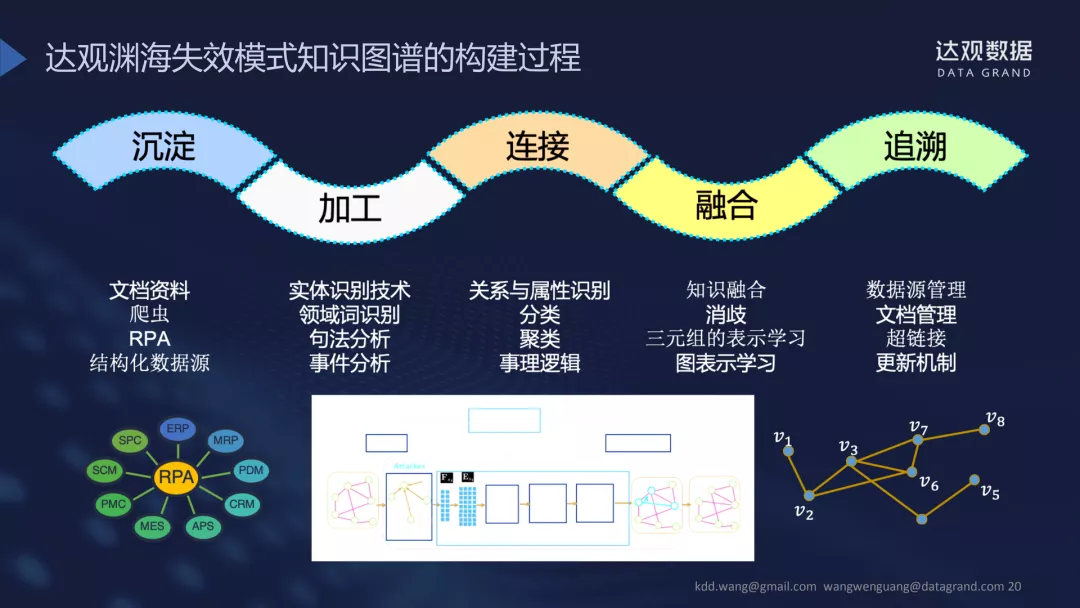 达观渊海失效模式知识图谱的构建过程
达观数据
DATA GRAND
沉淀
加工
连接
融合
追溯
文档资料
爬虫
RPA
结构化数据源
实体识别技术
领域词识别
句法分析
事件分析
关系与属性识别
分类
聚类
事理逻辑
知识融合
消歧
三元组的表示学习
图表示学习
数据源管理
文档管理
超链接
更新机制
ERP
SPC
MRP
SCM
RPA
PDM
PMC
CRM
MES
APS
v1
v2
v3
v7
v8
v6
v5
kdd.wang@gmail.com wangwenguang@datagrand.com 20